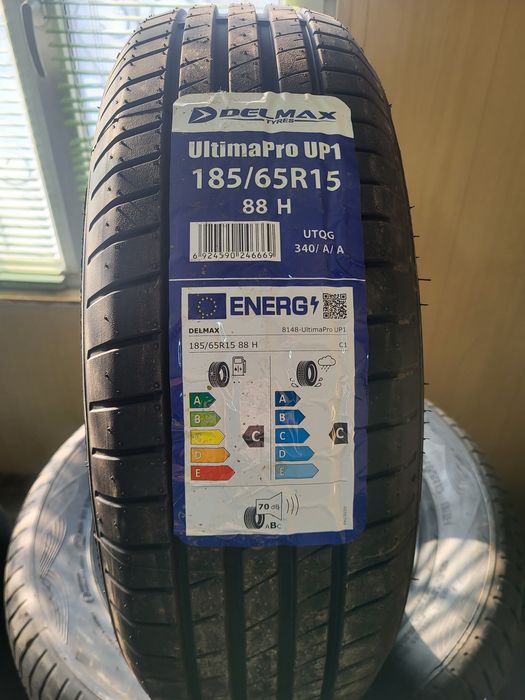 DELMAX
TYRES
UltimaPro UP1
185/65R15
88 H
UTQG
340/ A/ A
6 924590 246669
ENERG
DELMAX 8148-UltimaPro UP1
185/65R15 88 H C1
A A
B B
C C C C
D D
E E
70 dB
ABC